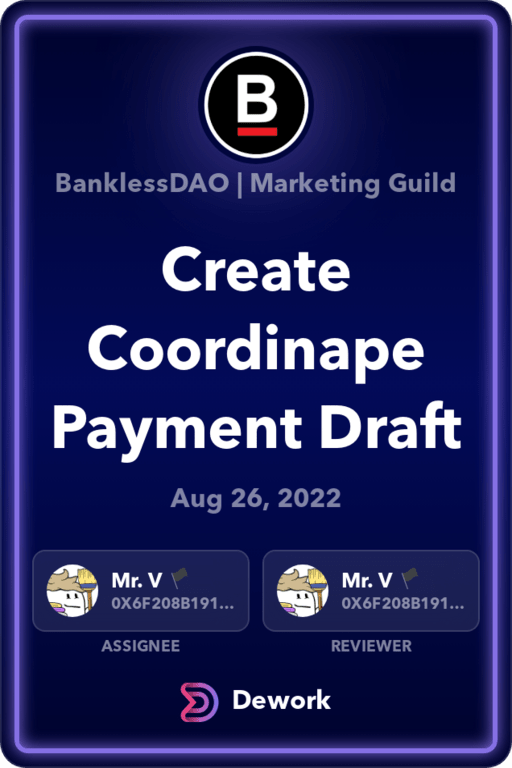 B
BanklessDAO | Marketing Guild
Create
Coordinape
Payment Draft
Aug 26, 2022
Mr. V 🏴
0X6F208B191...
ASSIGNEE
Mr. V 🏴
0X6F208B191...
REVIEWER
Dework